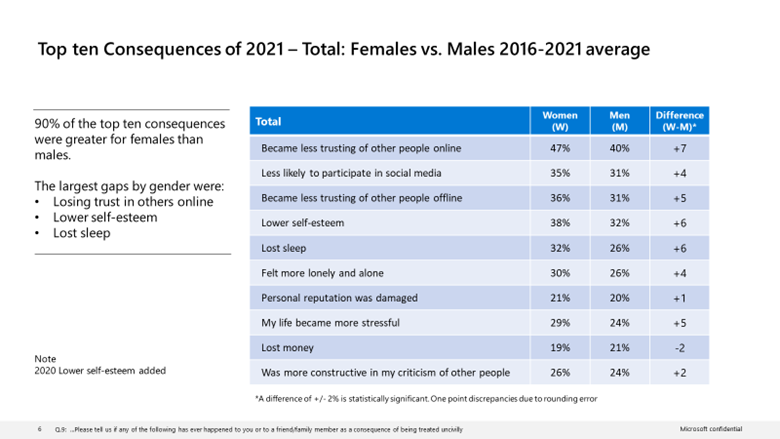 Top ten Consequences of 2021 – Total: Females vs. Males 2016-2021 average
90% of the top ten consequences
were greater for females than
males.
The largest gaps by gender were:
• Losing trust in others online
• Lower self-esteem
• Lost sleep
Note
2020 Lower self-esteem added
Total Women (W) Men (M) Difference (W-M)*
Became less trusting of other people online 47% 40% +7
Less likely to participate in social media 35% 31% +4
Became less trusting of other people offline 36% 31% +5
Lower self-esteem 38% 32% +6
Lost sleep 32% 26% +6
Felt more lonely and alone 30% 26% +4
Personal reputation was damaged 21% 20% +1
My life became more stressful 29% 24% +5
Lost money 19% 21% -2
Was more constructive in my criticism of other people 26% 24% +2
*A difference of +/- 2% is statistically significant. One point discrepancies due to rounding error
6 Q.9: ...Please tell us if any of the following has ever happened to you or to a friend/family member as a consequence of being treated uncivilly
Microsoft confidential